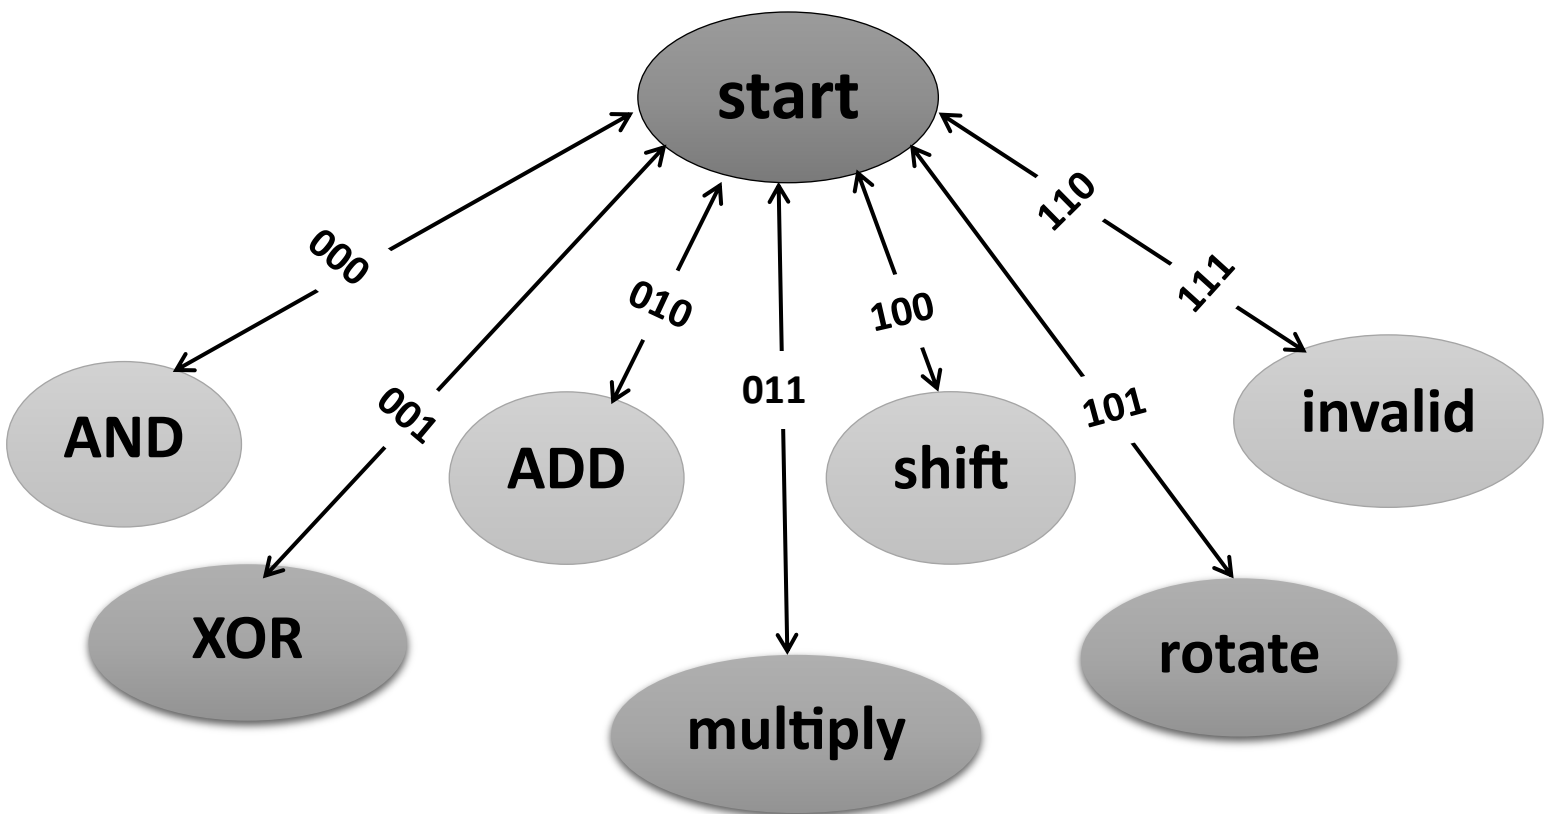 start
000
001
010
011
100
101
110
111
AND
XOR
ADD
multiply
shift
rotate
invalid